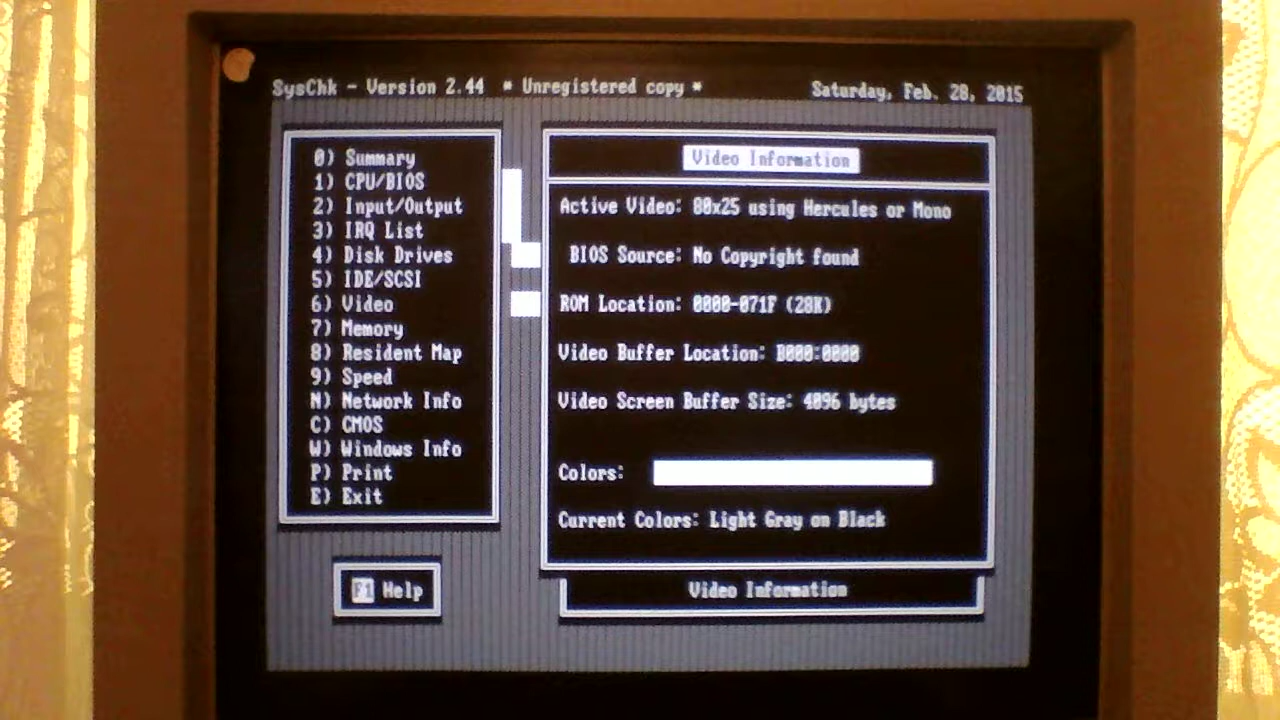 SysChk - Version 2.44 * Unregistered copy * Saturday, Feb. 28, 2015
0) Summary
1) CPU/BIOS
2) Input/Output
3) IRQ List
4) Disk Drives
5) IDE/SCSI
6) Video
7) Memory
8) Resident Map
9) Speed
N) Network Info
C) CMOS
W) Windows Info
P) Print
E) Exit
F1 Help
Video Information
Active Video: 80x25 using Hercules or Mono
BIOS Source: No Copyright found
ROM Location: 0000-071F (28K)
Video Buffer Location: B000:0000
Video Screen Buffer Size: 4096 bytes
Colors:
Current Colors: Light Gray on Black
Video Information